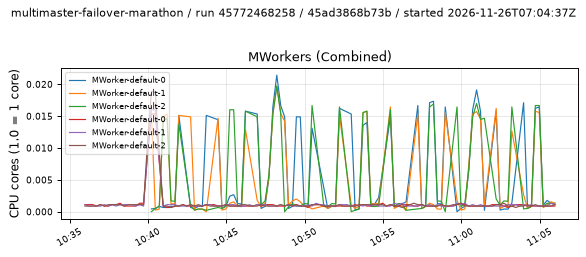 multimaster-failover-marathon / run 45772468258 / 45ad3868b73b / started 2026-11-26T07:04:37Z
MWorkers (Combined)
CPU cores (1.0 = 1 core)
0.020
0.015
0.010
0.005
0.000
MWorker-default-0
MWorker-default-1
MWorker-default-2
MWorker-default-0
MWorker-default-1
MWorker-default-2
10:35
10:40
10:45
10:50
10:55
11:00
11:05